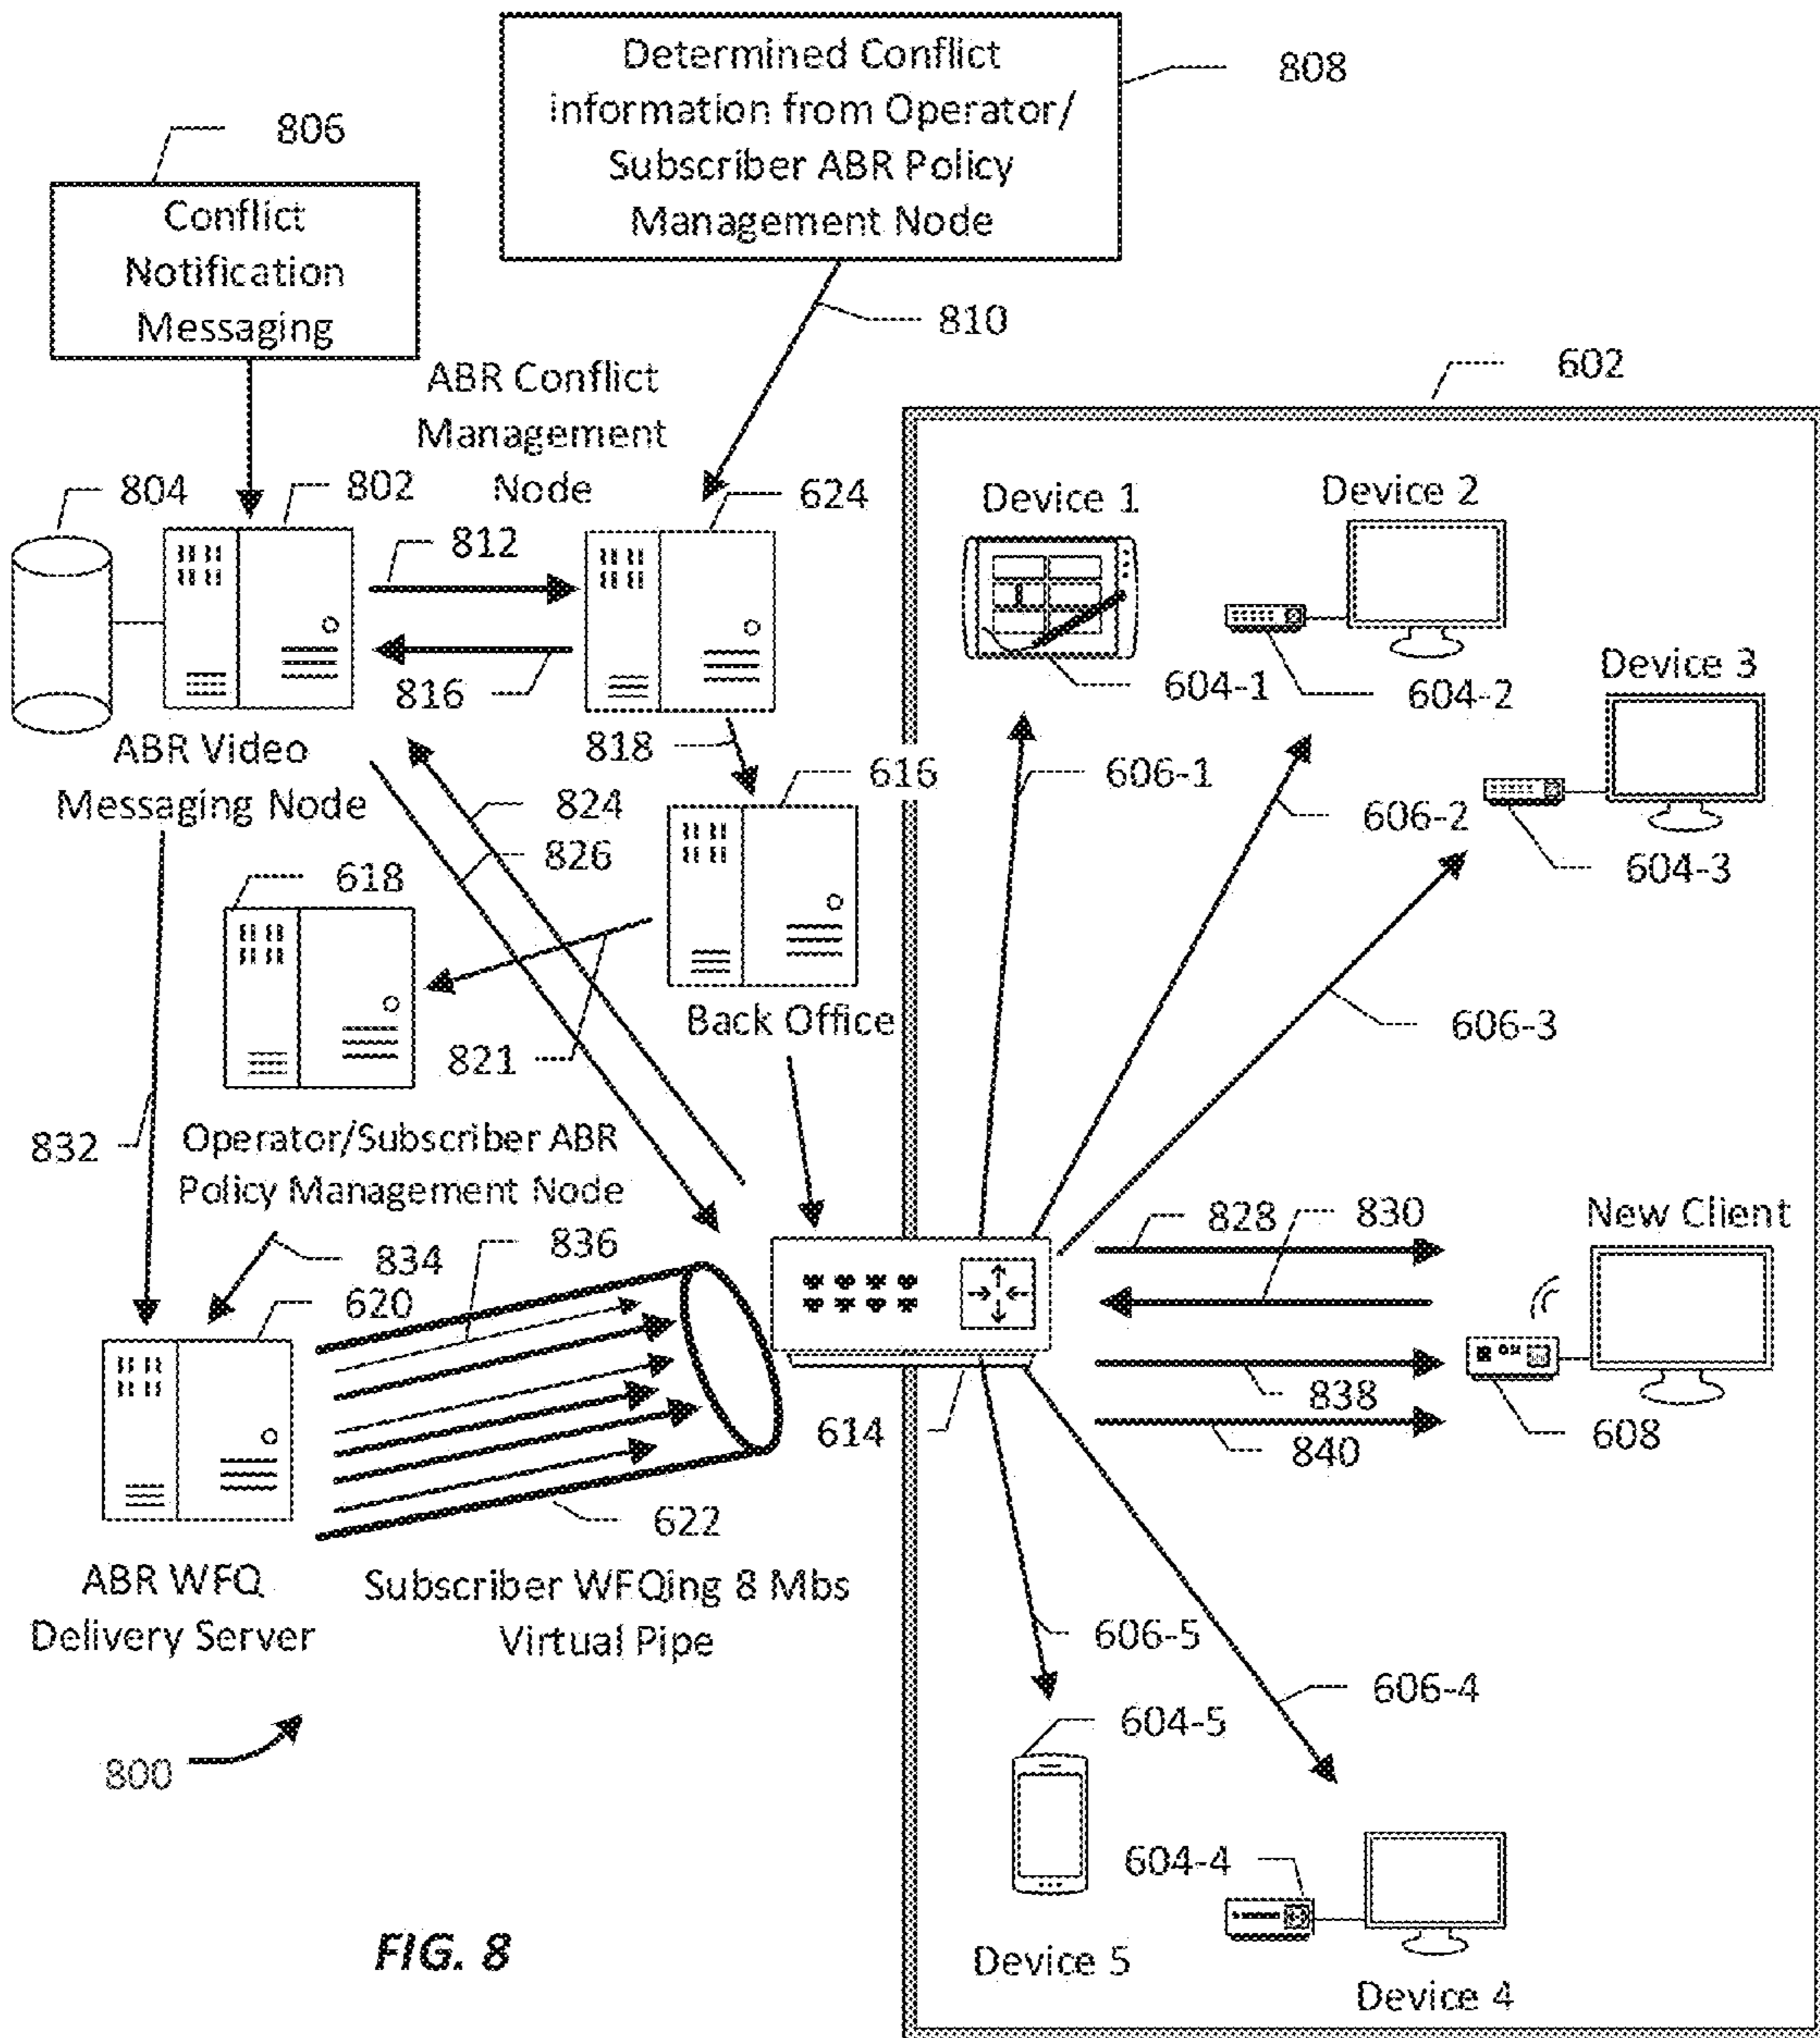 Determined Conflict
information from Operator/
Subscriber ABR Policy
Management Node
808
806
Conflict
Notification
Messaging
810
ABR Conflict
Management
Node
602
804
802
624
812
816
818
ABR Video
Messaging Node
Device 1
604-1
Device 2
604-2
Device 3
604-3
606-1
606-2
606-3
616
824
826
618
Back Office
821
832
Operator/Subscriber ABR
Policy Management Node
834
836
620
828
830
New Client
838
840
608
614
622
ABR WFQ
Delivery Server
Subscriber WFQing 8 Mbs
Virtual Pipe
606-5
606-4
604-5
800
604-4
Device 5
Device 4
FIG. 8